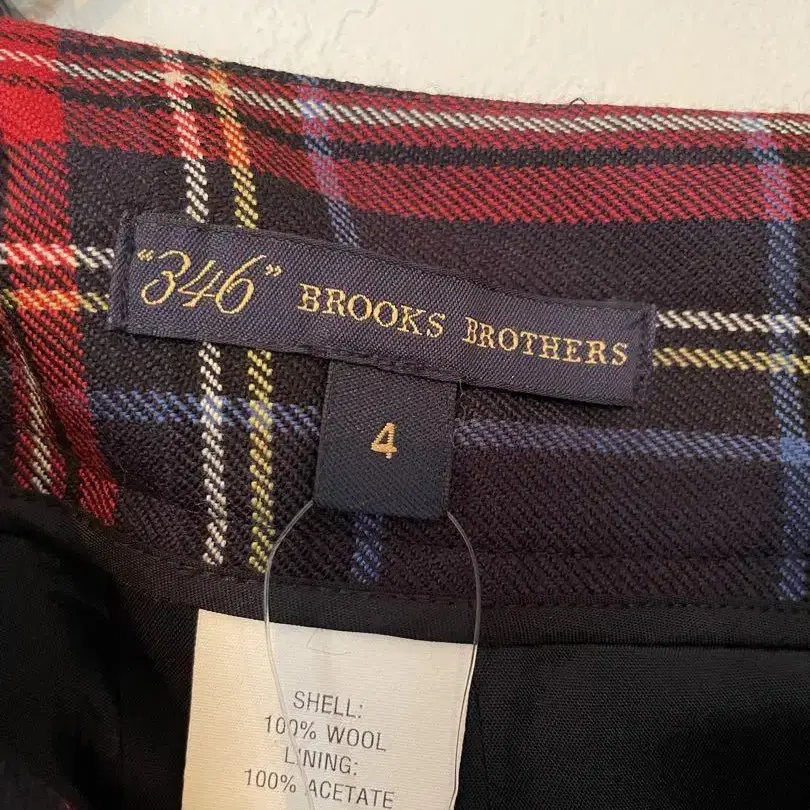 "346" BROOKS BROTHERS
4
SHELL:
100% WOOL
LINING:
100% ACETATE